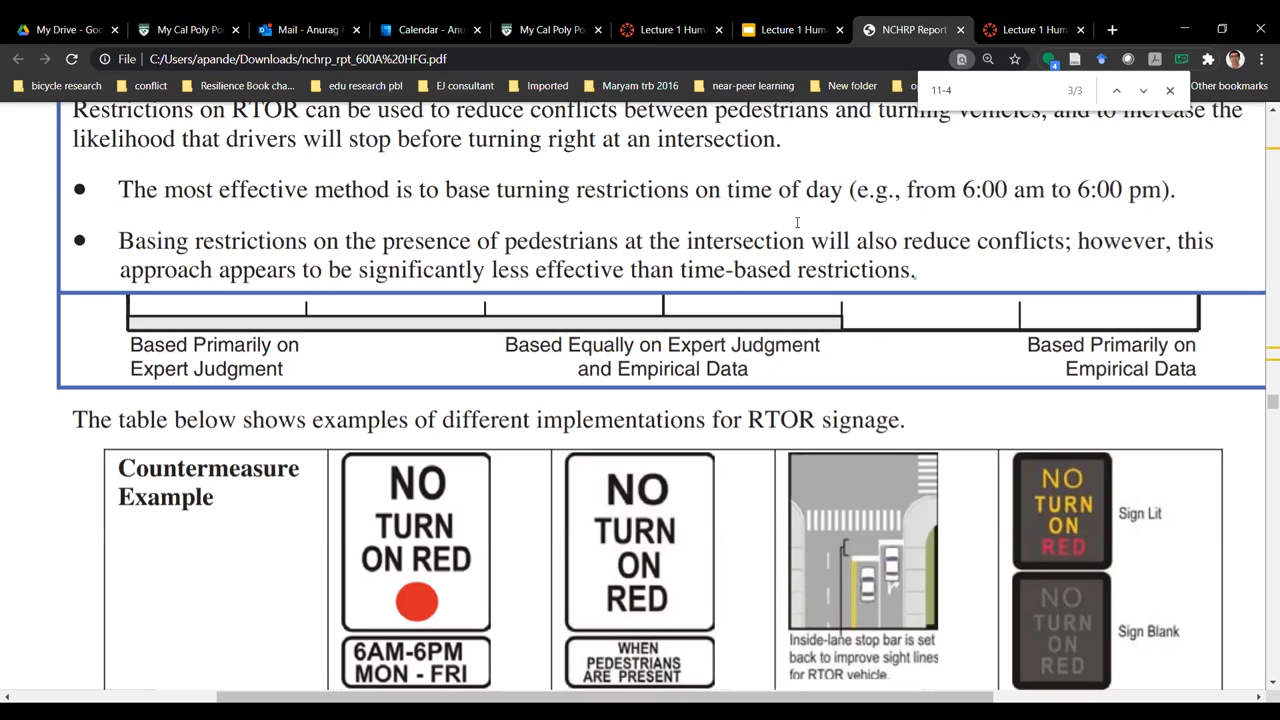 My Drive - Goo
My Cal Poly Po
Mail - Anurag
Calendar - Anu
My Cal Poly Po
Lecture 1 Hum
Lecture 1 Hum
NCHRP Report
Lecture 1 Hum
File
C:/Users/apande/Downloads/nchrp_rpt_600A%20HFG.pdf
4
bicycle research
conflict
Resilience Book cha...
edu research pbl
EJ consultant
Imported
Maryam trb 2016
near-peer learning
New folder
Other bookmarks
11-4
3/3
Restrictions on RTOR can be used to reduce conflicts between pedestrians and turning vehicles, and to increase the
likelihood that drivers will stop before turning right at an intersection.
● The most effective method is to base turning restrictions on time of day (e.g., from 6:00 am to 6:00 pm).
● Basing restrictions on the presence of pedestrians at the intersection will also reduce conflicts; however, this
approach appears to be significantly less effective than time-based restrictions.
Based Primarily on
Expert Judgment
Based Equally on Expert Judgment
and Empirical Data
Based Primarily on
Empirical Data
The table below shows examples of different implementations for RTOR signage.
Countermeasure
Example
NO
TURN
ON RED
6AM-6PM
MON - FRI
NO
TURN
ON
RED
WHEN
PEDESTRIANS
ARE PRESENT
Inside-lane stop bar is set
back to improve sight lines
for RTOR vehicle.
NO
TURN
ON
RED
Sign Lit
NO
TURN
ON
RED
Sign Blank